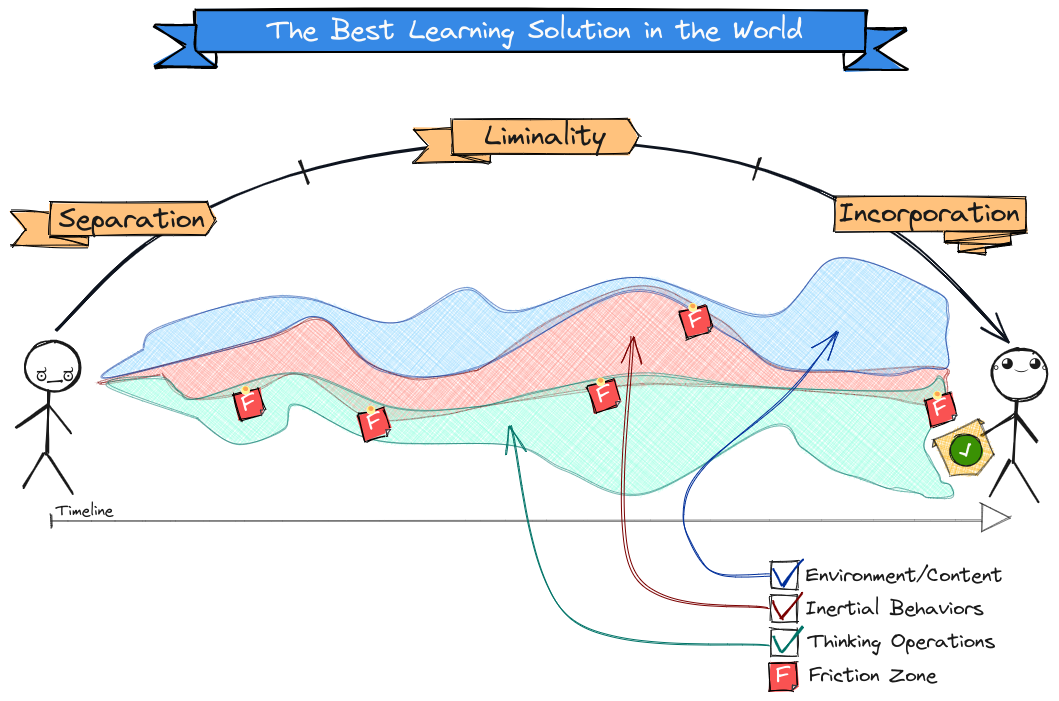 The Best Learning Solution in the World
Liminality
Separation
Incorporation
F
F
F
F
F
Timeline
Environment/Content
Inertial Behaviors
Thinking Operations
F Friction Zone